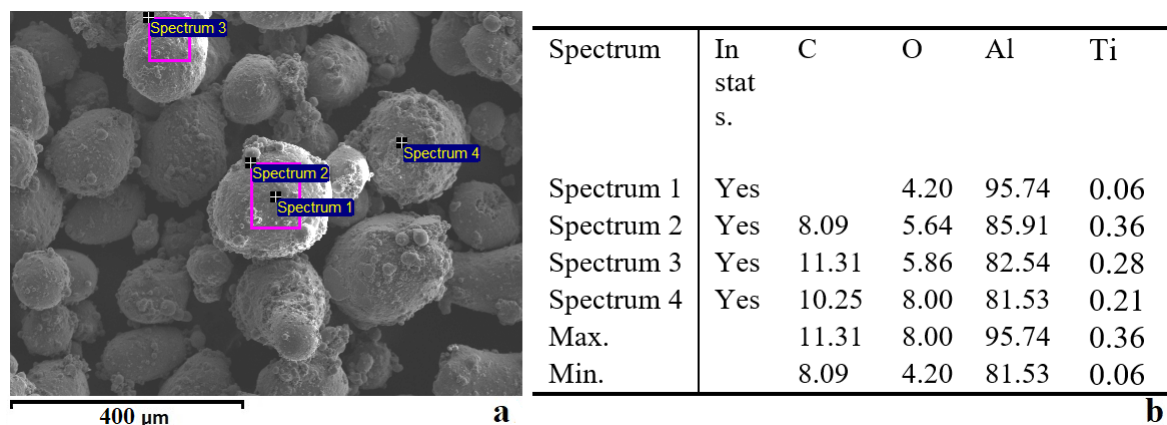 Spectrum 3
Spectrum 4
Spectrum 2
Spectrum 1
400 µm
a
Spectrum In stat s. C O Al Ti
Spectrum 1 Yes 4.20 95.74 0.06
Spectrum 2 Yes 8.09 5.64 85.91 0.36
Spectrum 3 Yes 11.31 5.86 82.54 0.28
Spectrum 4 Yes 10.25 8.00 81.53 0.21
Max. 11.31 8.00 95.74 0.36
Min. 8.09 4.20 81.53 0.06
b